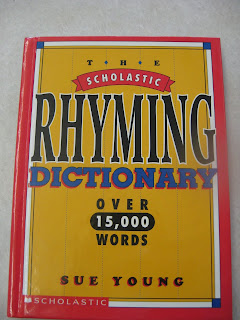 THE
SCHOLASTIC
RHYMING
DICTIONARY
OVER
15,000
WORDS
SUE YOUNG
SCHOLASTIC